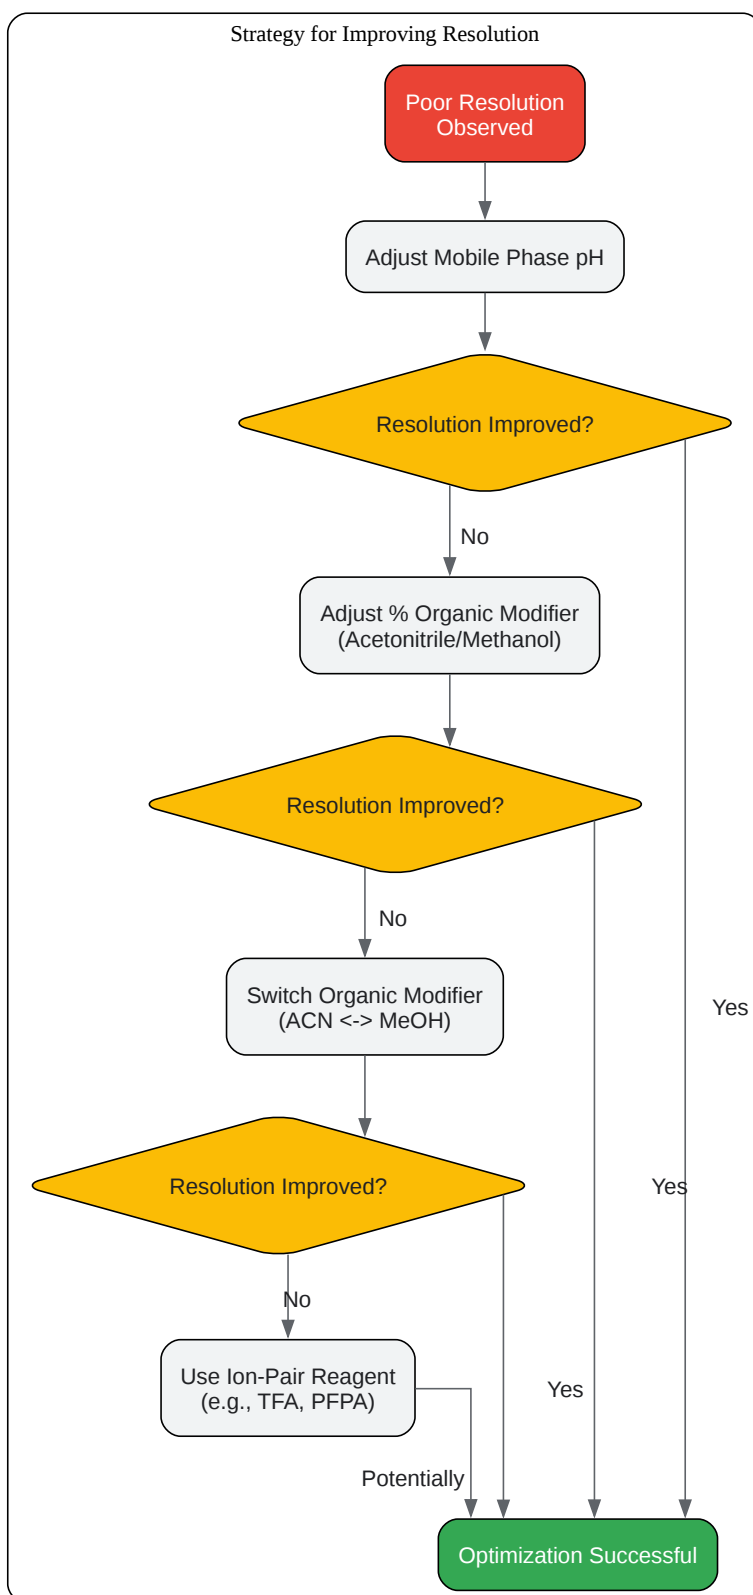 Strategy for Improving Resolution
Poor Resolution
Observed
Adjust Mobile Phase pH
Resolution Improved?
No
Adjust % Organic Modifier
(Acetonitrile/Methanol)
Resolution Improved?
No
Switch Organic Modifier
(ACN <-> MeOH)
Yes
Resolution Improved?
Yes
No
Use Ion-Pair Reagent
(e.g., TFA, PFPA)
Yes
Potentially
Optimization Successful